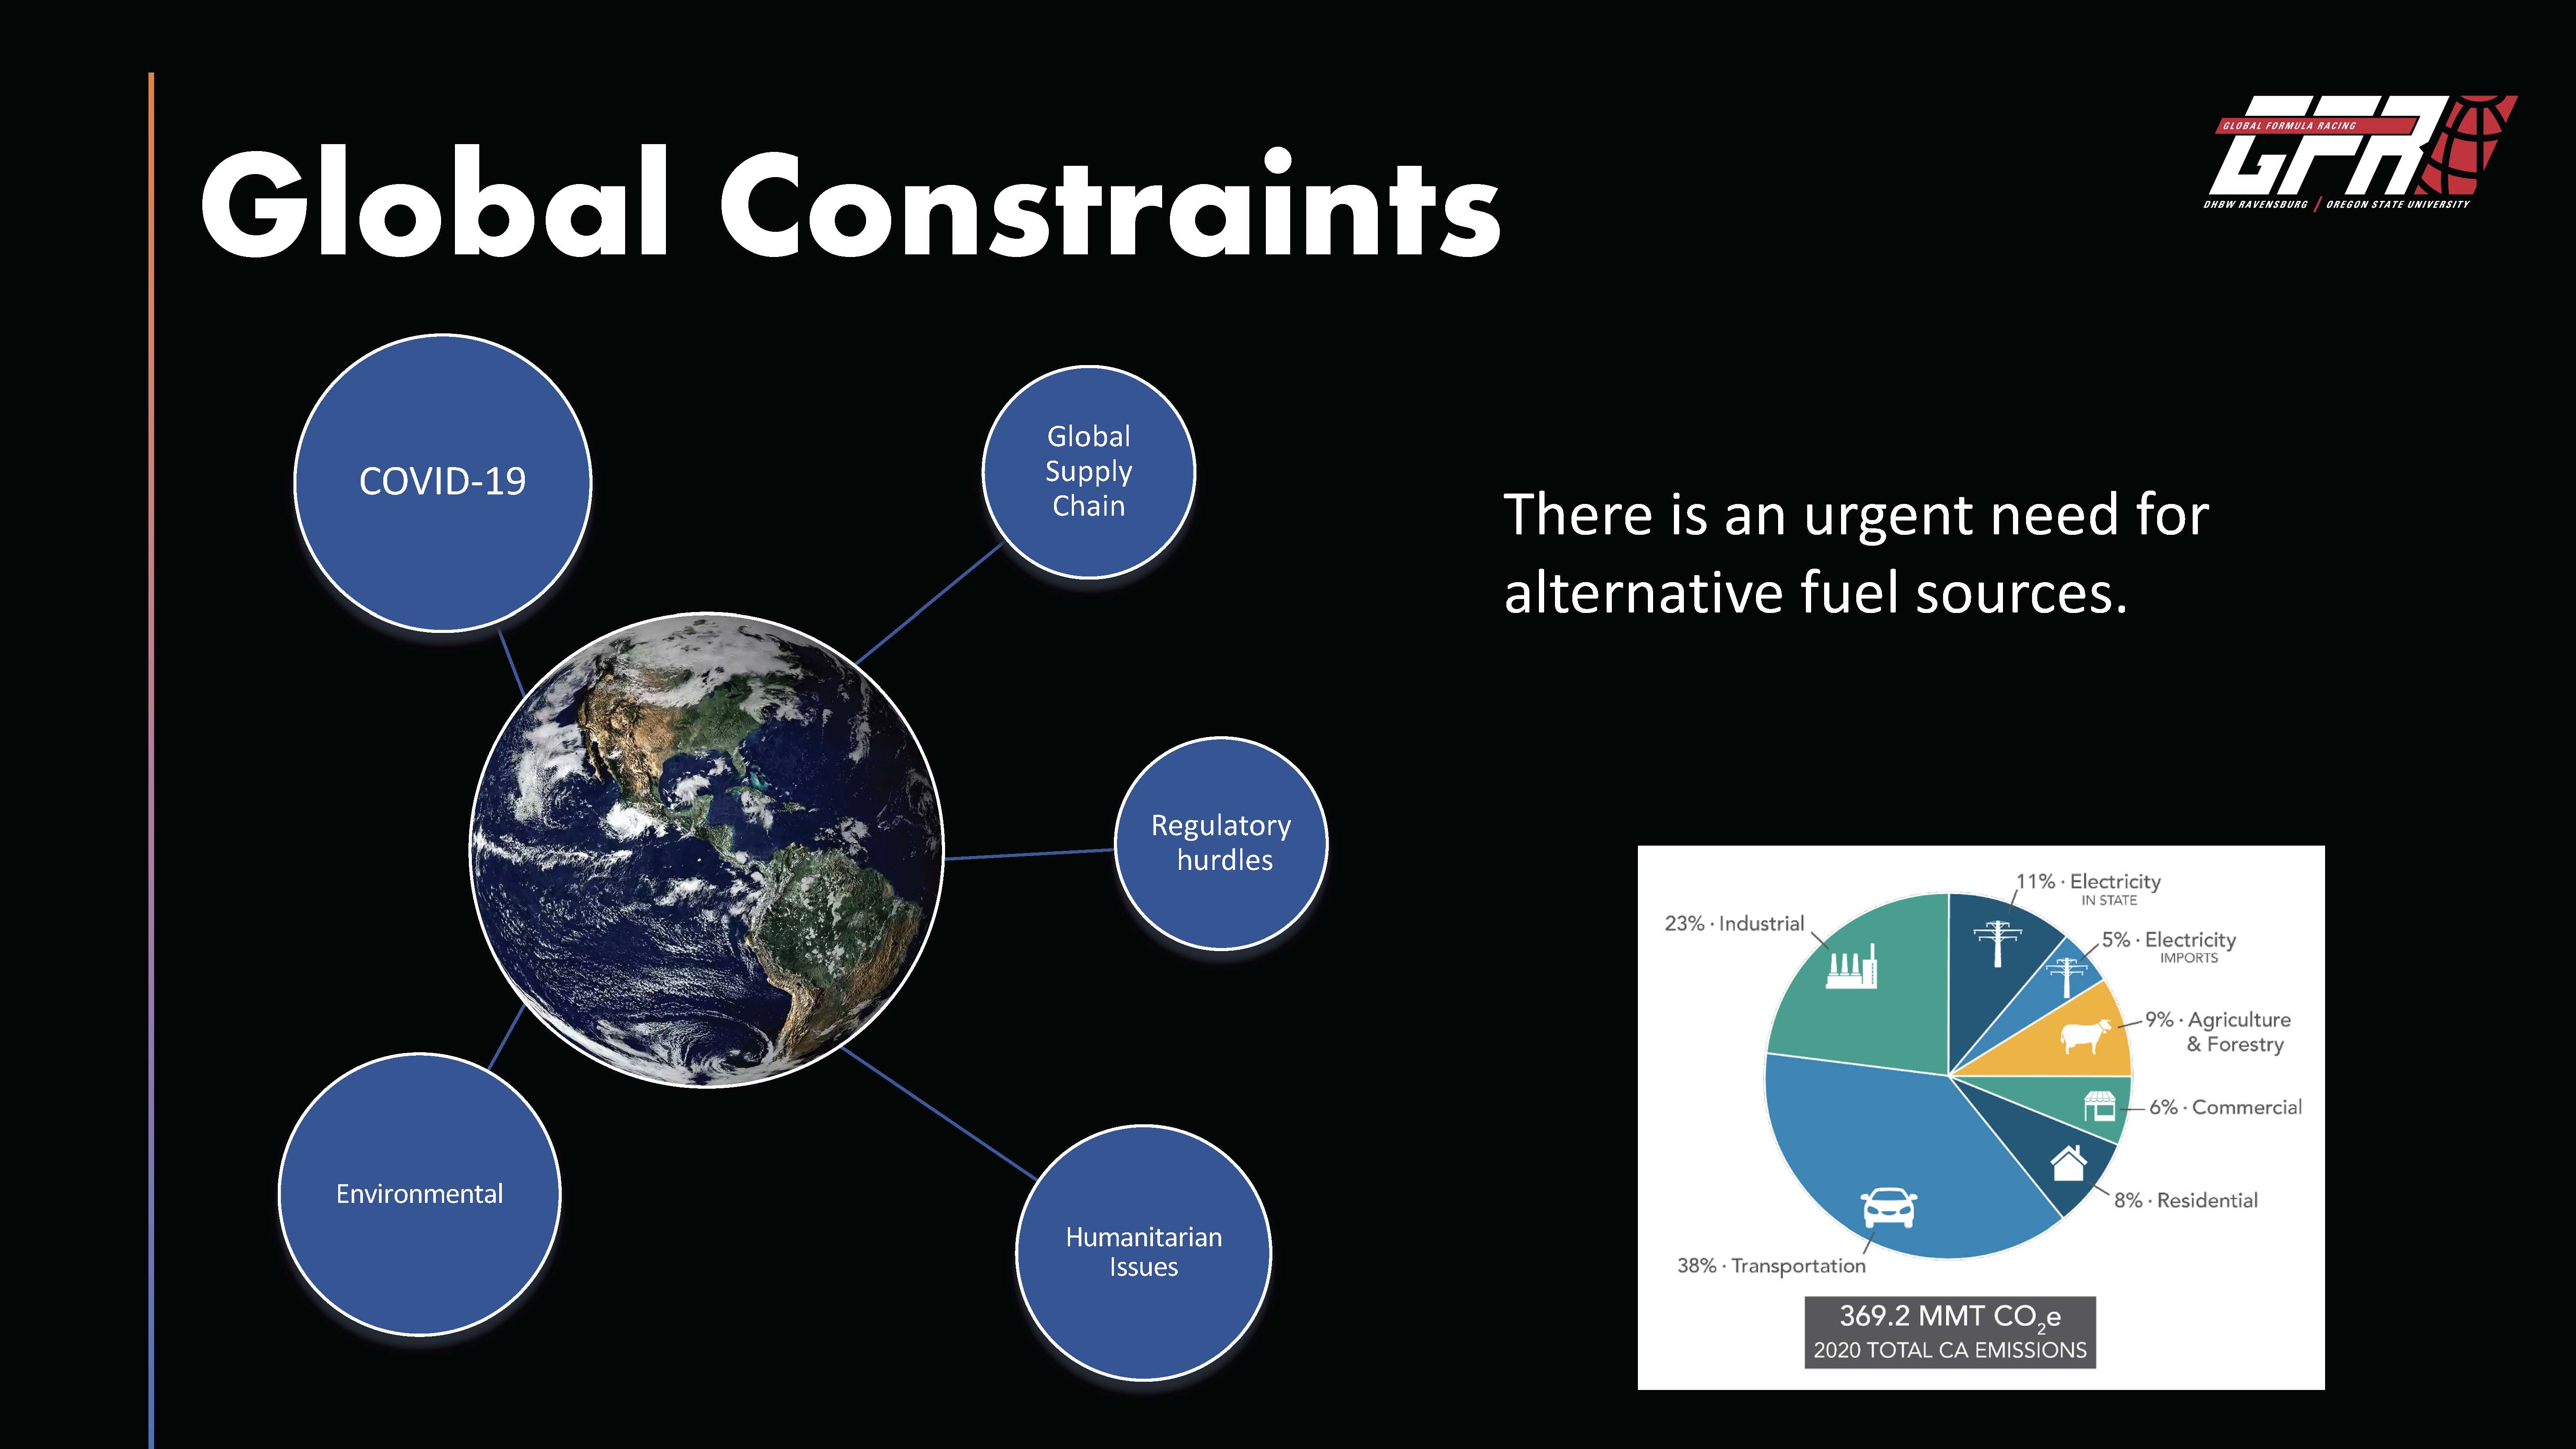 Global Constraints
GLOBAL FORMULA RACING
GFR
DHBW RAVENSBURG / OREGON STATE UNIVERSITY
COVID-19
Global
Supply
Chain
Regulatory
hurdles
Environmental
Humanitarian
Issues
There is an urgent need for
alternative fuel sources.
11% · Electricity
IN STATE
23% · Industrial
5% · Electricity
IMPORTS
9% · Agriculture
& Forestry
6% · Commercial
8% · Residential
38% · Transportation
369.2 MMT CO₂e
2020 TOTAL CA EMISSIONS